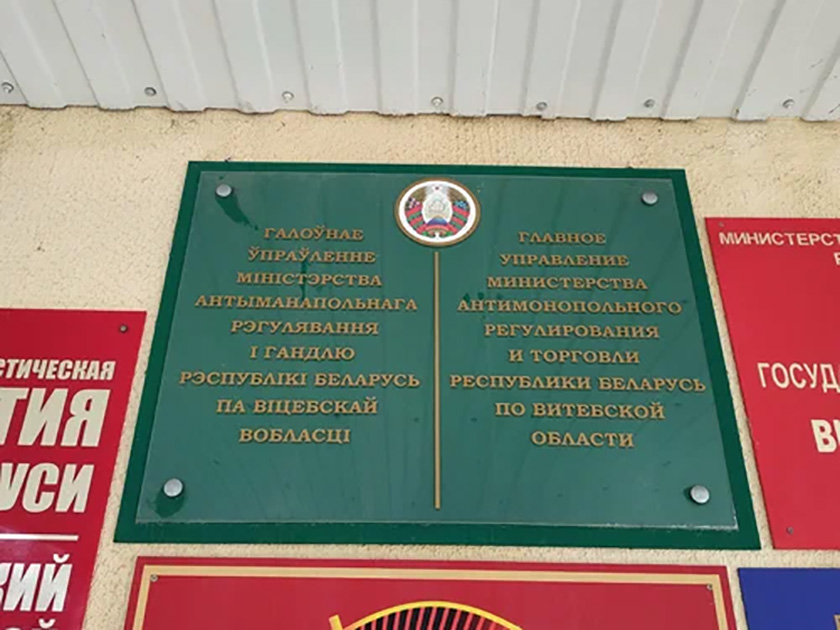 ГАЛОЎНАЕ
ЎПРАЎЛЕННЕ
МІНІСТЭРСТВА
АНТЫМАНАПОЛЬНАГА
РЭГУЛЯВАННЯ
І ГАНДЛЮ
РЭСПУБЛІКІ БЕЛАРУСЬ
ПА ВІЦЕБСКАЙ
ВОБЛАСЦІ
ГЛАВНОЕ
УПРАВЛЕНИЕ
МИНИСТЕРСТВА
АНТИМОНОПОЛЬНОГО
РЕГУЛИРОВАНИЯ
И ТОРГОВЛИ
РЕСПУБЛИКИ БЕЛАРУСЬ
ПО ВИТЕБСКОЙ
ОБЛАСТИ